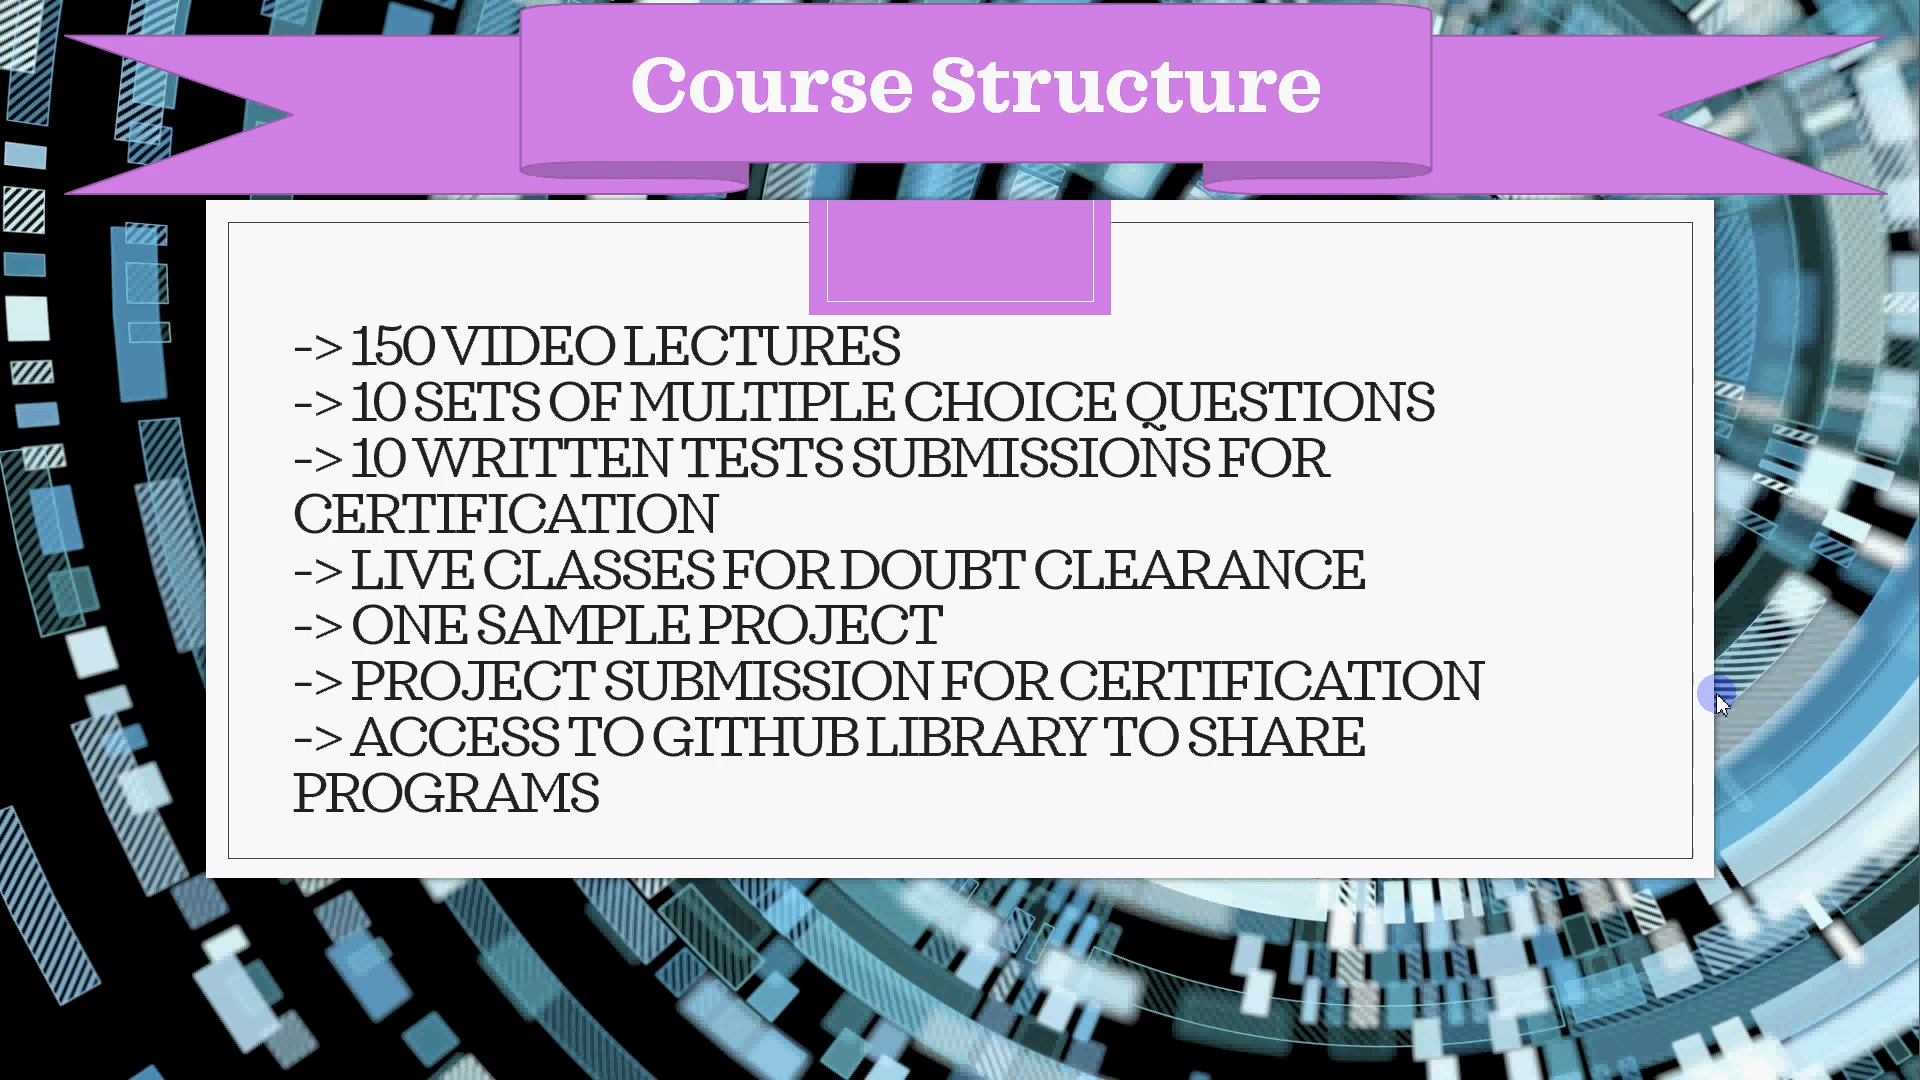 Course Structure
-> 150 VIDEO LECTURES
-> 10 SETS OF MULTIPLE CHOICE QUESTIONS
-> 10 WRITTEN TESTS SUBMISSIONS FOR
CERTIFICATION
-> LIVE CLASSES FOR DOUBT CLEARANCE
-> ONE SAMPLE PROJECT
-> PROJECT SUBMISSION FOR CERTIFICATION
-> ACCESS TO GITHUB LIBRARY TO SHARE
PROGRAMS